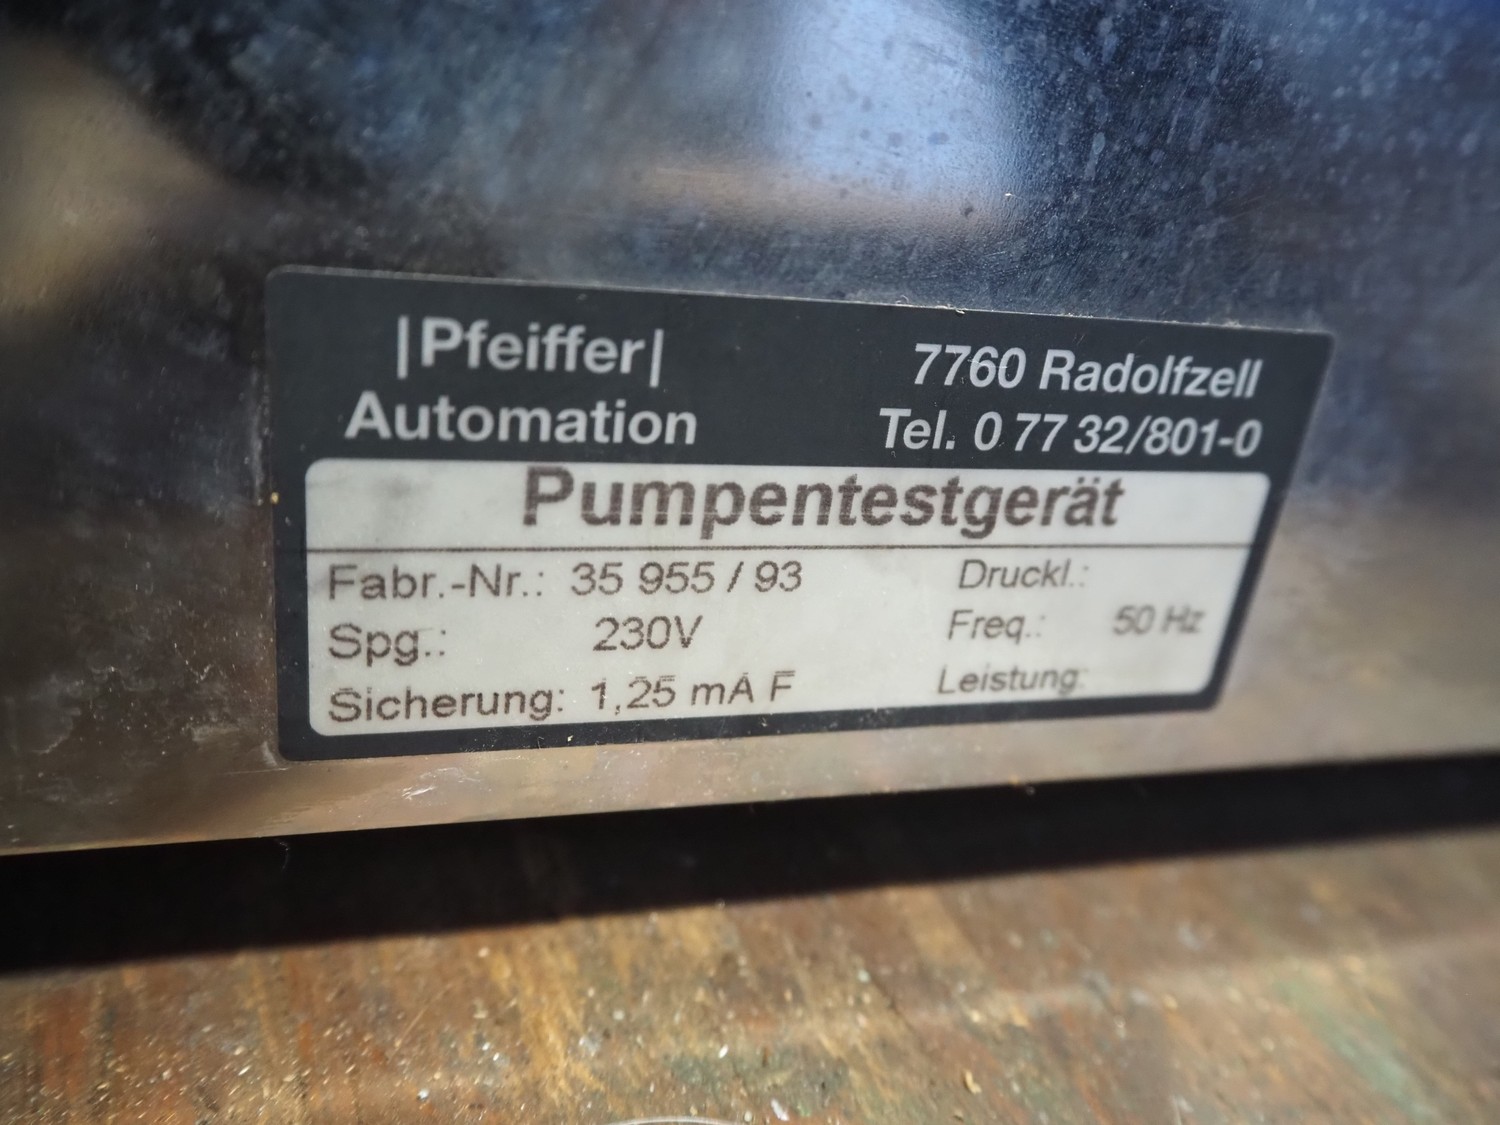 |Pfeiffer|
Automation
7760 Radolfzell
Tel. 0 77 32/801-0
Pumpentestgerät
Fabr.-Nr.: 35 955 / 93
Druckl.:
Spg.: 230V
Freq.: 50 Hz
Sicherung: 1,25 mA F
Leistung: